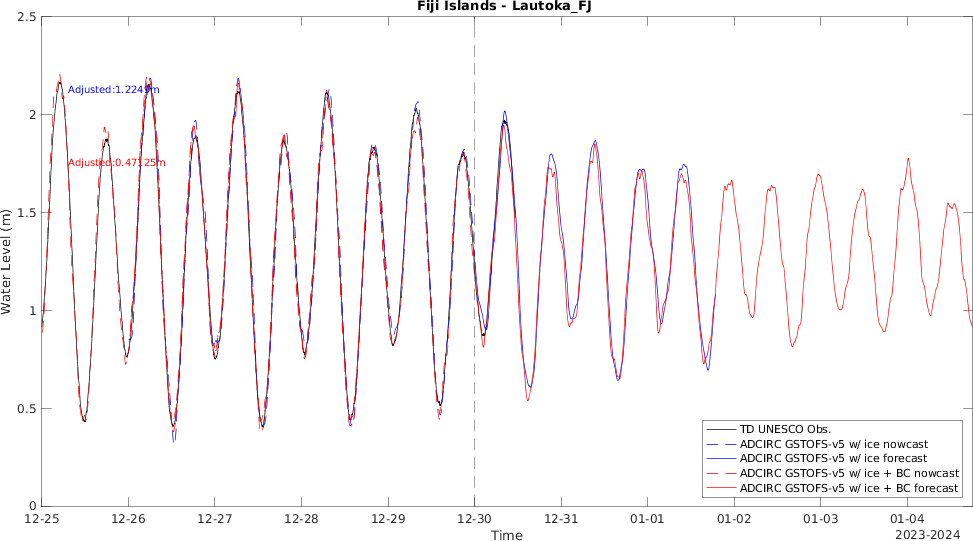 Fiji Islands - Lautoka_FJ
2.5
Adjusted:1.2249m
2
Adjusted:0.47125m
1.5
Water Level (m)
1
0.5
TD UNESCO Obs.
ADCIRC GSTOFS-v5 w/ ice nowcast
ADCIRC GSTOFS-v5 w/ ice forecast
ADCIRC GSTOFS-v5 w/ ice + BC nowcast
ADCIRC GSTOFS-v5 w/ ice + BC forecast
0
12-25 12-26 12-27 12-28 12-29 12-30 12-31 01-01 01-02 01-03 01-04
Time
2023-2024